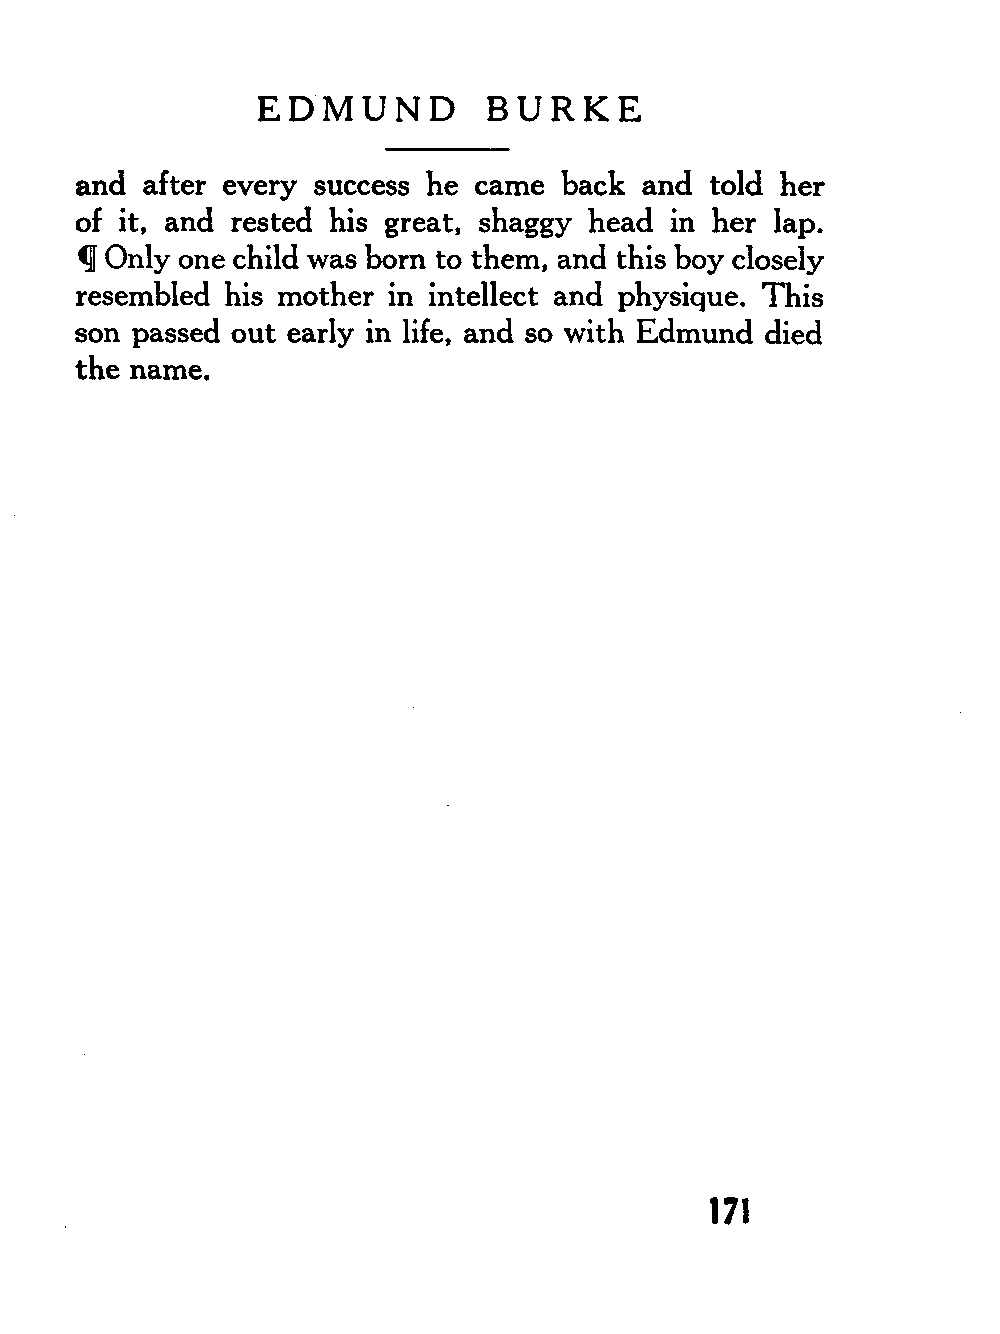 EDMUND BURKE
and after every success he came back and told her
of it, and rested his great, shaggy head in her lap.
¶ Only one child was born to them, and this boy closely
resembled his mother in intellect and physique. This
son passed out early in life, and so with Edmund died
the name.
171